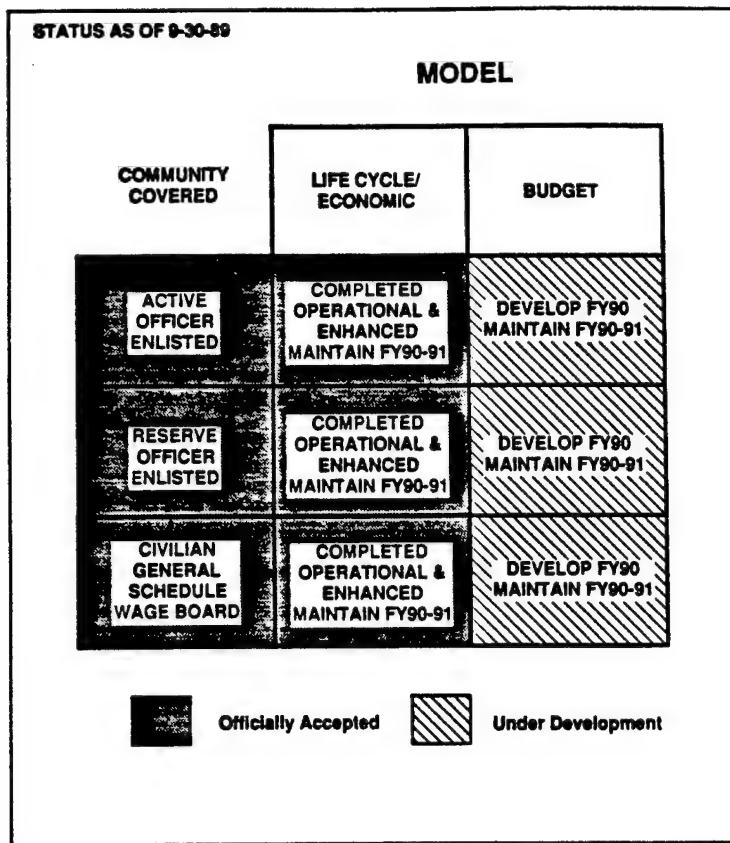 STATUS AS OF 9-30-89
MODEL
COMMUNITY
COVERED
LIFE CYCLE/
ECONOMIC
BUDGET
ACTIVE
OFFICER
ENLISTED
COMPLETED
OPERATIONAL &
ENHANCED
MAINTAIN FY90-91
DEVELOP FY90
MAINTAIN FY90-91
RESERVE
OFFICER
ENLISTED
COMPLETED
OPERATIONAL &
ENHANCED
MAINTAIN FY90-91
DEVELOP FY90
MAINTAIN FY90-91
CIVILIAN
GENERAL
SCHEDULE
WAGE BOARD
COMPLETED
OPERATIONAL &
ENHANCED
MAINTAIN FY90-91
DEVELOP FY90
MAINTAIN FY90-91
Officially Accepted
Under Development